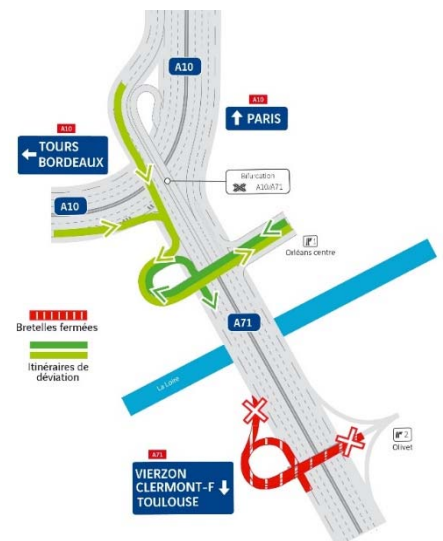 A10
A10
↑ PARIS
A10
← TOURS
BORDEAUX
Bifurcation
A10/A71
A10
1
Orléans centre
Bretelles fermées
Itinéraires de
déviation
A71
La Loire
2
Olivet
A71
VIERZON
CLERMONT-F ↓
TOULOUSE